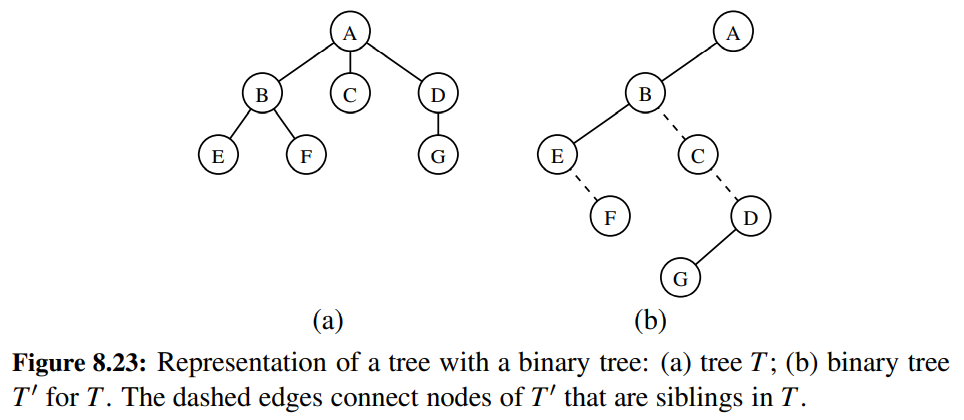 A
A
B
C
D
B
E
F
G
E
C
F
D
G
(a)
(b)
Figure 8.23: Representation of a tree with a binary tree: (a) tree T; (b) binary tree
T′ for T. The dashed edges connect nodes of T′ that are siblings in T.